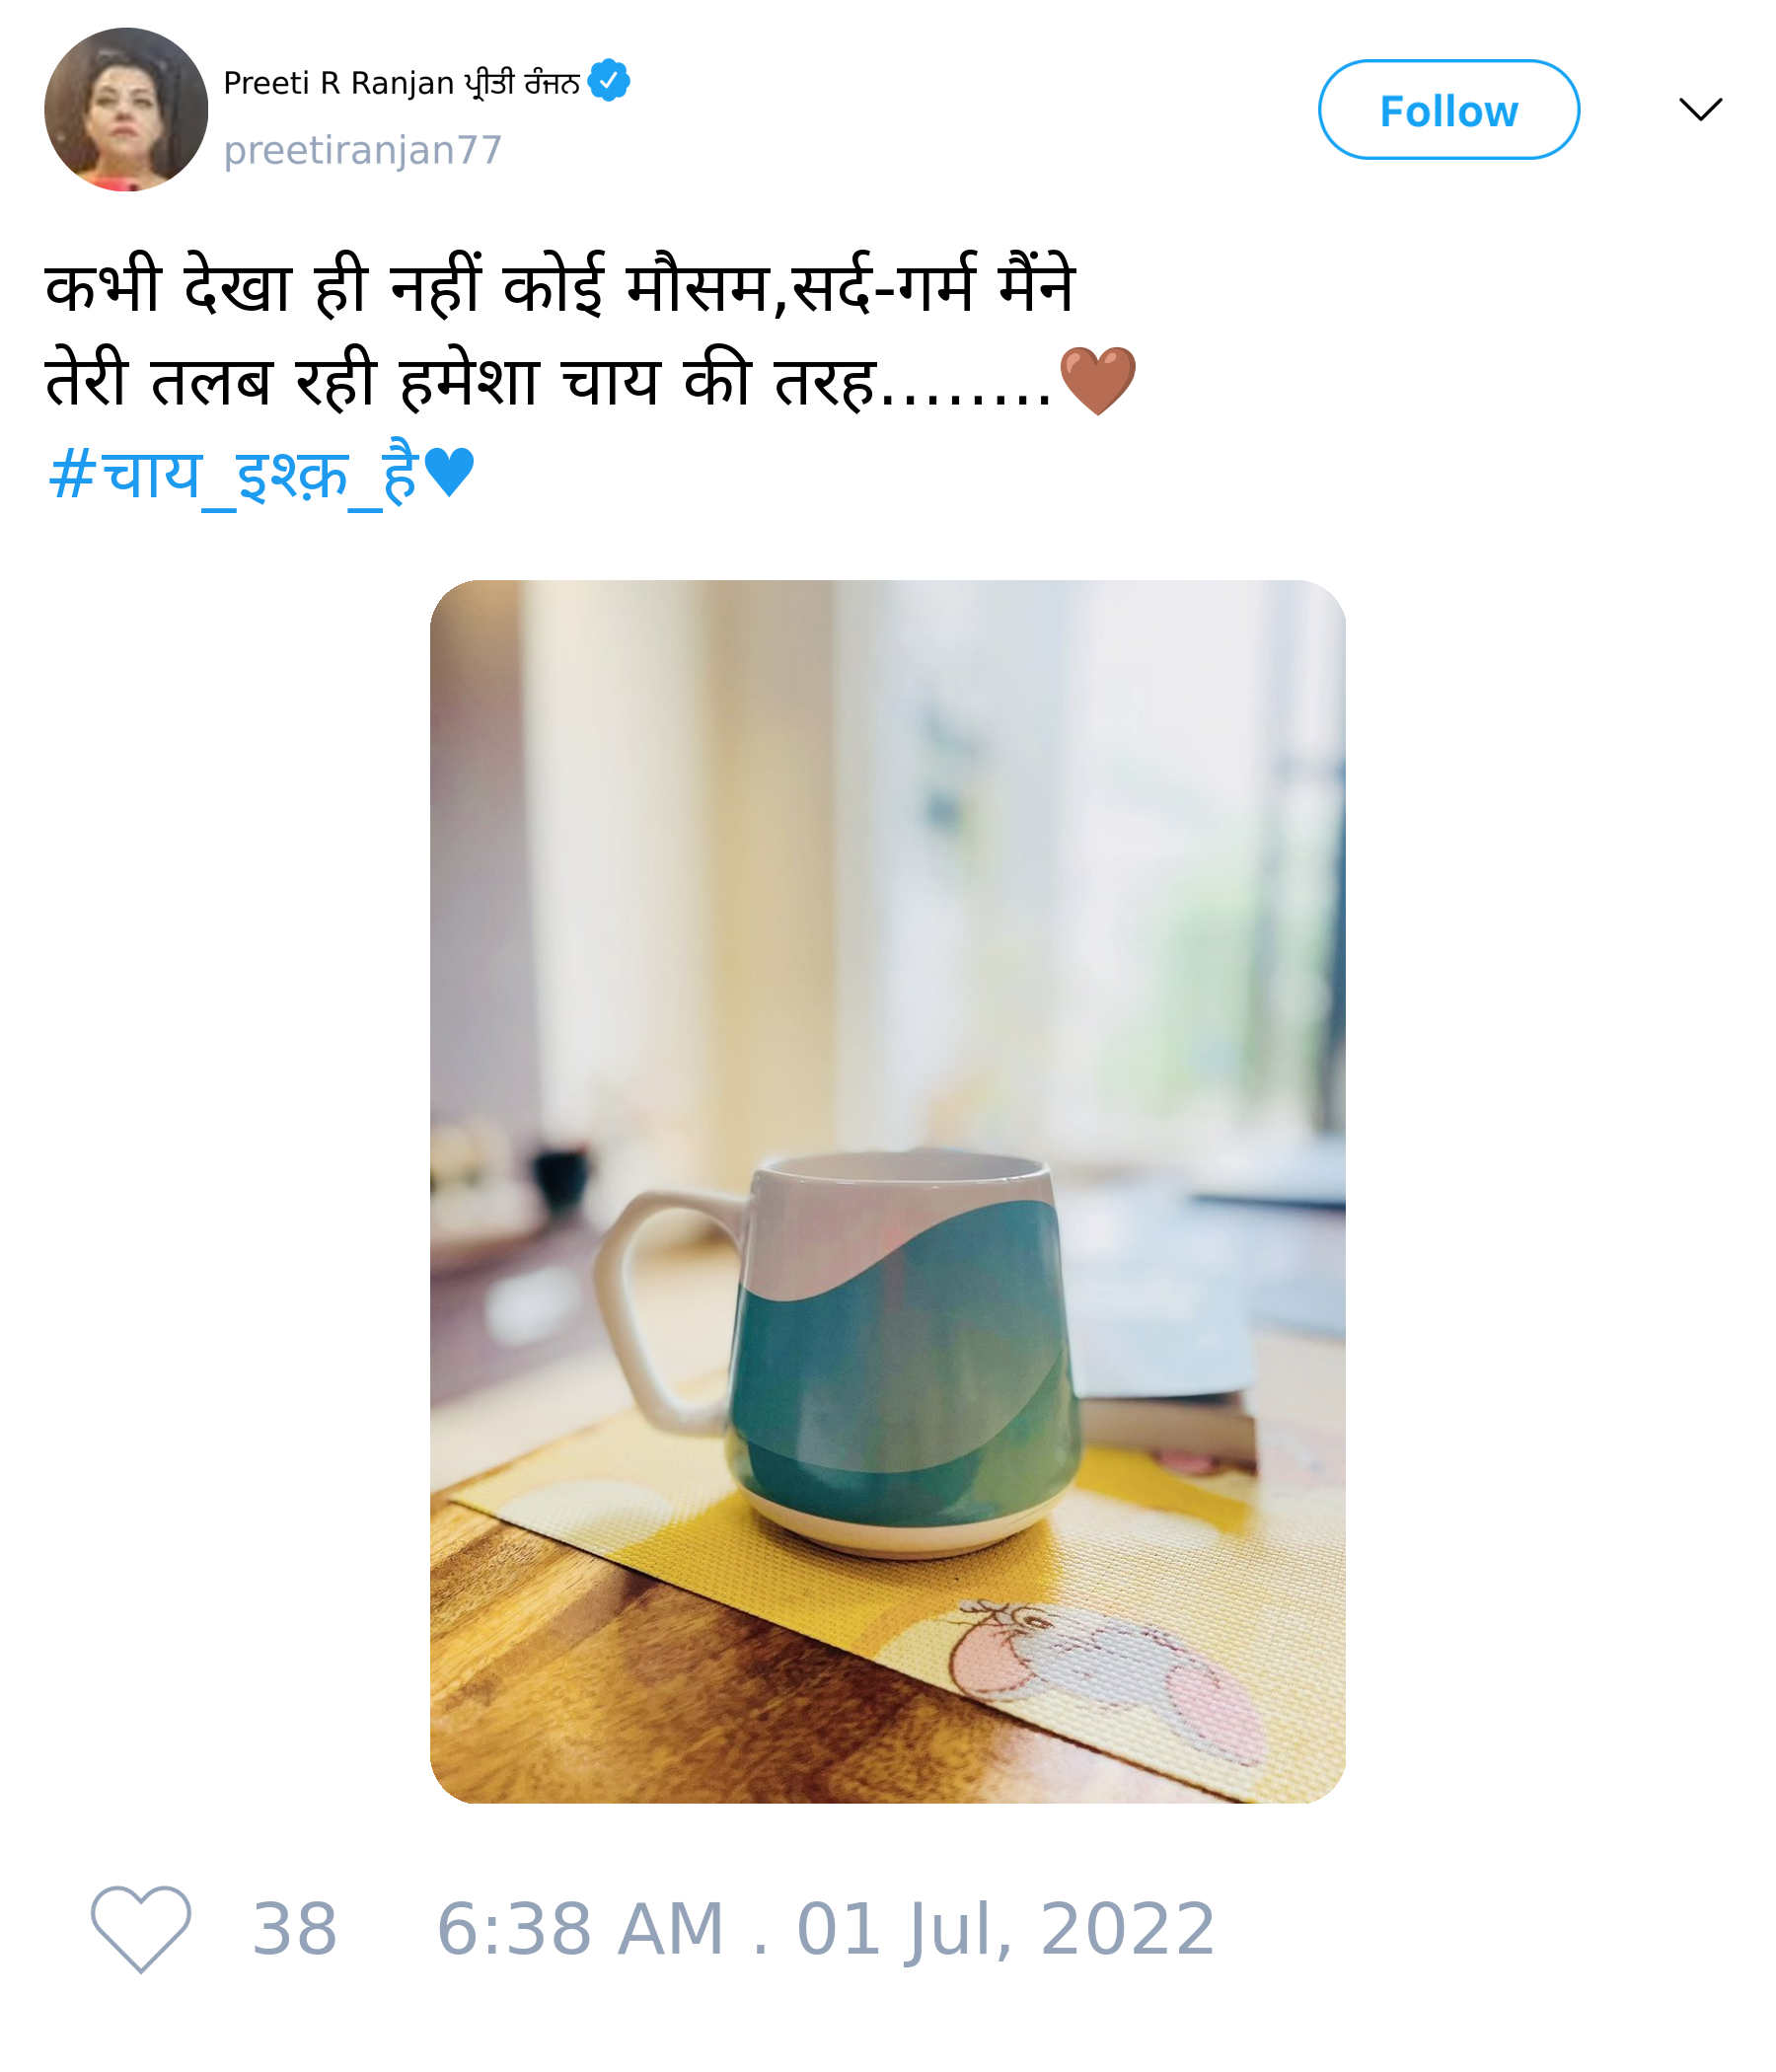 Preeti R Ranjan ਪ੍ਰੀਤੀ ਰੰਜਨ
preetiranjan77
Follow
कभी देखा ही नहीं कोई मौसम,सर्द-गर्म मैंने
तेरी तलब रही हमेशा चाय की तरह........🤎
#चाय_इश्क़_है♥
38 6:38 AM . 01 Jul, 2022